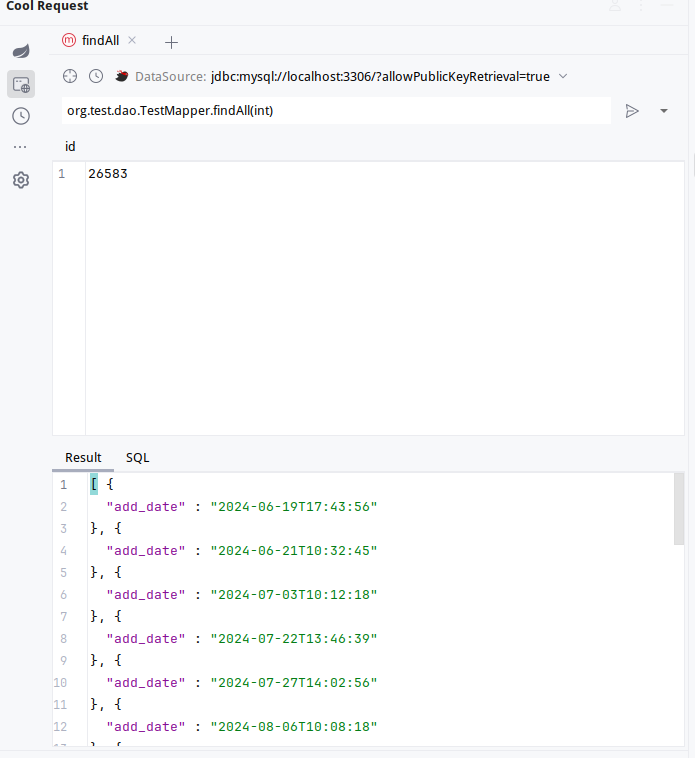 Cool Request
findAll
DataSource: jdbc:mysql://localhost:3306/?allowPublicKeyRetrieval=true
org.test.dao.TestMapper.findAll(int)
id
1 26583
Result SQL
1 [ {
2 "add_date" : "2024-06-19T17:43:56"
3 }, {
4 "add_date" : "2024-06-21T10:32:45"
5 }, {
6 "add_date" : "2024-07-03T10:12:18"
7 }, {
8 "add_date" : "2024-07-22T13:46:39"
9 }, {
10 "add_date" : "2024-07-27T14:02:56"
11 }, {
12 "add_date" : "2024-08-06T10:08:18"